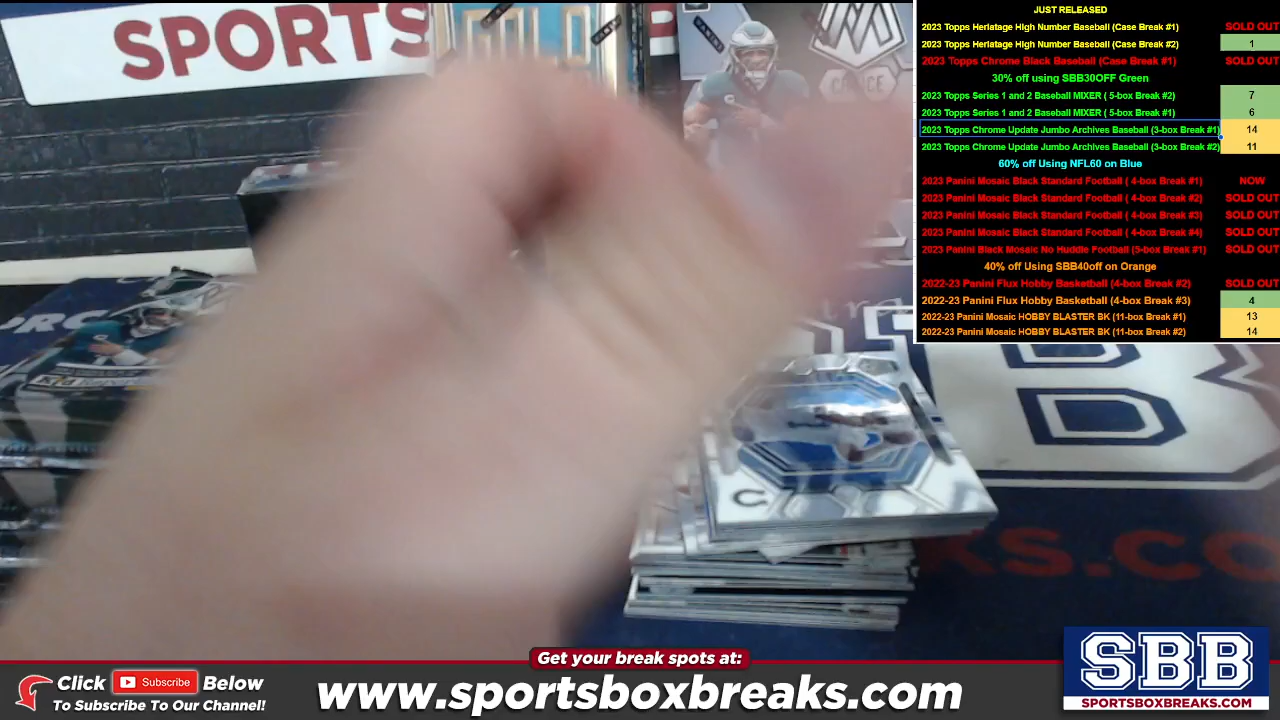 SPORTS
JUST RELEASED
2023 Topps Heriatage High Number Baseball (Case Break #1) SOLD OUT
2023 Topps Heriatage High Number Baseball (Case Break #2) 1
2023 Topps Chrome Black Baseball (Case Break #1) SOLD OUT
30% off using SBB30OFF Green
2023 Topps Series 1 and 2 Baseball MIXER ( 5-box Break #2) 7
2023 Topps Series 1 and 2 Baseball MIXER ( 5-box Break #1) 6
2023 Topps Chrome Update Jumbo Archives Baseball (3-box Break #1) 14
2023 Topps Chrome Update Jumbo Archives Baseball (3-box Break #2) 11
60% off Using NFL60 on Blue
2023 Panini Mosaic Black Standard Football ( 4-box Break #1) NOW
2023 Panini Mosaic Black Standard Football ( 4-box Break #2) SOLD OUT
2023 Panini Mosaic Black Standard Football ( 4-box Break #3) SOLD OUT
2023 Panini Mosaic Black Standard Football ( 4-box Break #4) SOLD OUT
2023 Panini Black Mosaic No Huddle Football (5-box Break #1) SOLD OUT
40% off Using SBB40off on Orange
2022-23 Panini Flux Hobby Basketball (4-box Break #2) SOLD OUT
2022-23 Panini Flux Hobby Basketball (4-box Break #3) 4
2022-23 Panini Mosaic HOBBY BLASTER BK (11-box Break #1) 13
2022-23 Panini Mosaic HOBBY BLASTER BK (11-box Break #2) 14
B
KS.CO
Get your break spots at:
Click Subscribe Below
To Subscribe To Our Channel!
www.sportsboxbreaks.com
SBB
SPORTSBOXBREAKS.COM